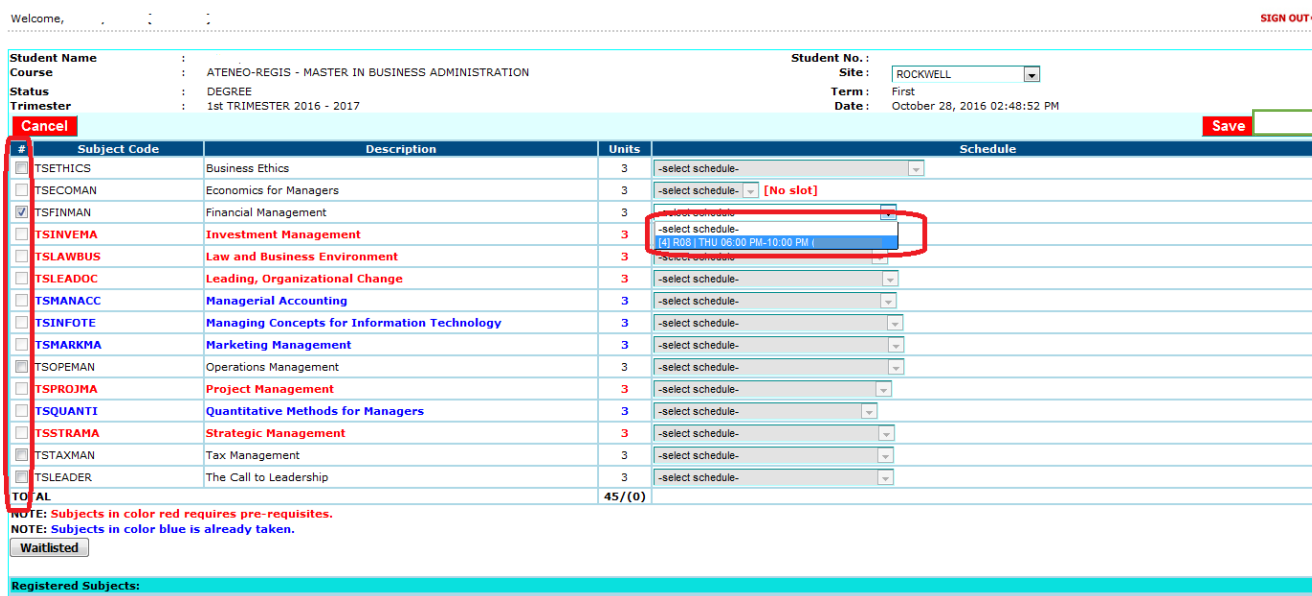 Welcome,
SIGN OUT
Student Name :
Student No. :
Course : ATENEO-REGIS - MASTER IN BUSINESS ADMINISTRATION
Site : ROCKWELL
Status : DEGREE
Term : First
Trimester : 1st TRIMESTER 2016 - 2017
Date : October 28, 2016 02:48:52 PM
Cancel
Save
# Subject Code Description Units Schedule
TSETHICS Business Ethics 3 -select schedule-
TSECOMAN Economics for Managers 3 -select schedule- [No slot]
TSFINMAN Financial Management 3 -select schedule-
-select schedule-
TSINVEMA Investment Management 3
[4] R08 | THU 06:00 PM-10:00 PM (
TSLAWBUS Law and Business Environment 3 -select schedule-
TSLEADOC Leading, Organizational Change 3 -select schedule-
TSMANACC Managerial Accounting 3 -select schedule-
TSINFOTE Managing Concepts for Information Technology 3 -select schedule-
TSMARKMA Marketing Management 3 -select schedule-
TSOPEMAN Operations Management 3 -select schedule-
TSPROJMA Project Management 3 -select schedule-
TSQUANTI Quantitative Methods for Managers 3 -select schedule-
TSSTRAMA Strategic Management 3 -select schedule-
TSTAXMAN Tax Management 3 -select schedule-
TSLEADER The Call to Leadership 3 -select schedule-
TOTAL 45/(0)
NOTE: Subjects in color red requires pre-requisites.
NOTE: Subjects in color blue is already taken.
Waitlisted
Registered Subjects: